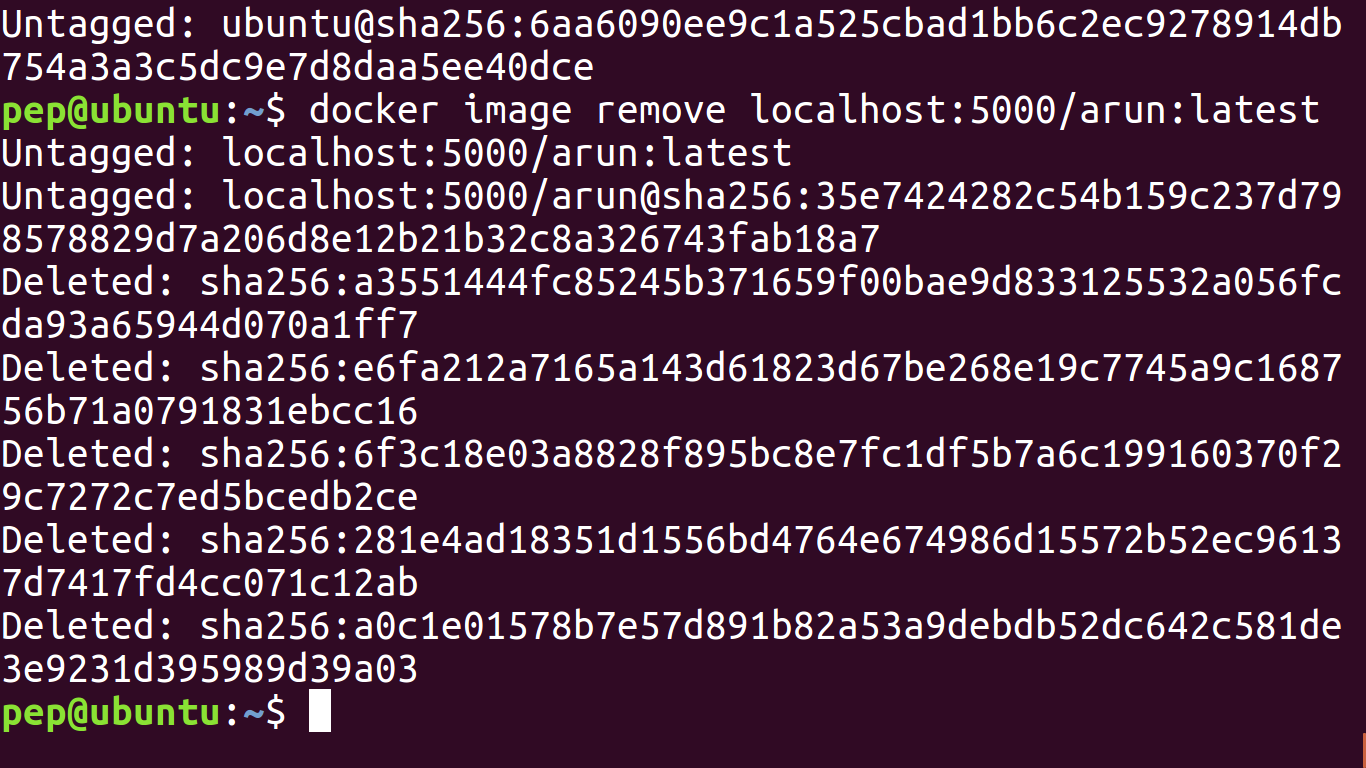 Untagged: ubuntu@sha256:6aa6090ee9c1a525cbad1bb6c2ec9278914db
754a3a3c5dc9e7d8daa5ee40dce
pep@ubuntu:~$ docker image remove localhost:5000/arun:latest
Untagged: localhost:5000/arun:latest
Untagged: localhost:5000/arun@sha256:35e7424282c54b159c237d79
8578829d7a206d8e12b21b32c8a326743fab18a7
Deleted: sha256:a3551444fc85245b371659f00bae9d833125532a056fc
da93a65944d070a1ff7
Deleted: sha256:e6fa212a7165a143d61823d67be268e19c7745a9c1687
56b71a0791831ebcc16
Deleted: sha256:6f3c18e03a8828f895bc8e7fc1df5b7a6c199160370f2
9c7272c7ed5bcedb2ce
Deleted: sha256:281e4ad18351d1556bd4764e674986d15572b52ec9613
7d7417fd4cc071c12ab
Deleted: sha256:a0c1e01578b7e57d891b82a53a9debdb52dc642c581de
3e9231d395989d39a03
pep@ubuntu:~$